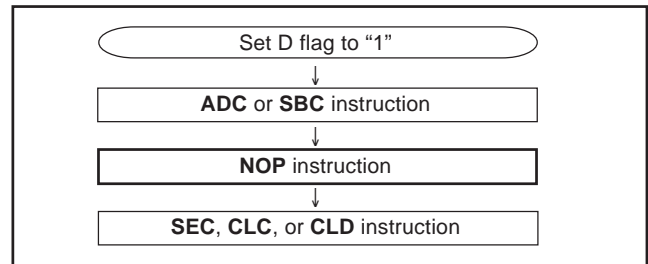 Set D flag to “1”
ADC or SBC instruction
NOP instruction
SEC, CLC, or CLD instruction